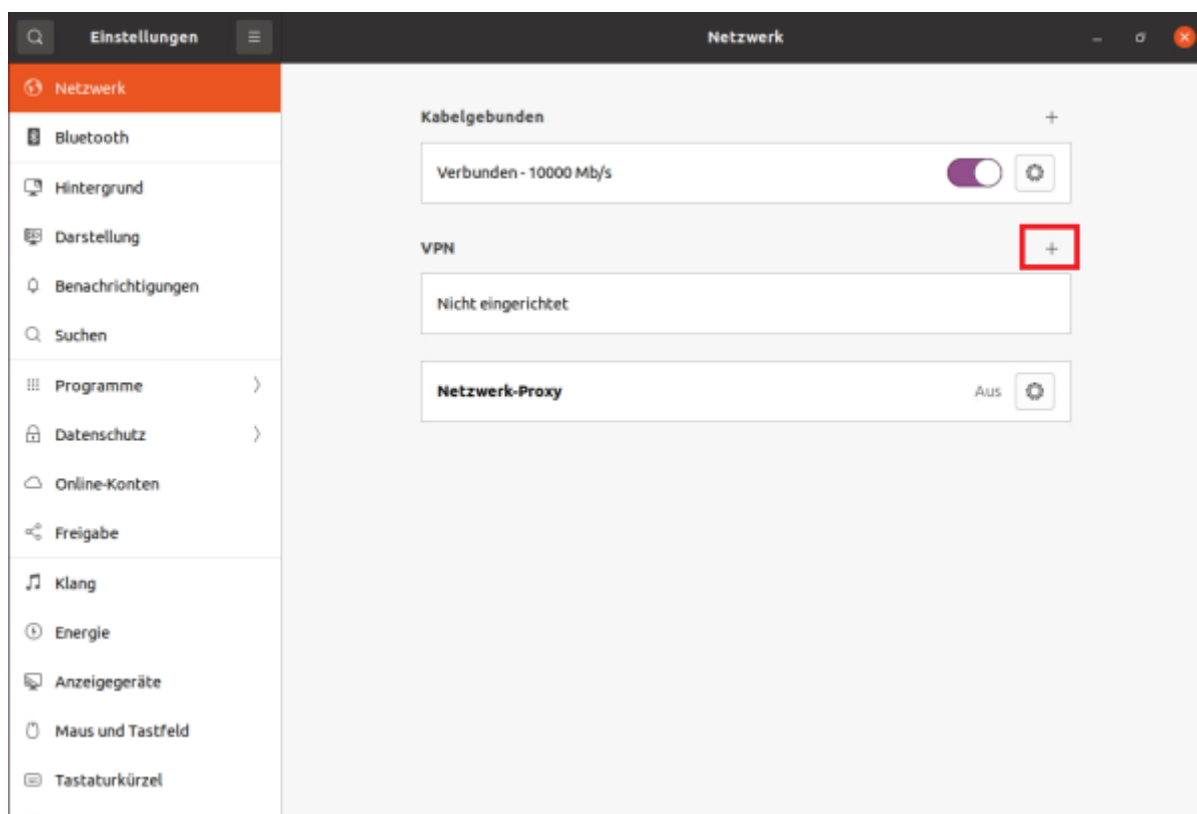 Einstellungen
Netzwerk
Netzwerk
Bluetooth
Hintergrund
Darstellung
Benachrichtigungen
Suchen
Programme
Datenschutz
Online-Konten
Freigabe
Klang
Energie
Anzeigegeräte
Maus und Tastfeld
Tastaturkürzel
Kabelgebunden
Verbunden - 10000 Mb/s
VPN
Nicht eingerichtet
Netzwerk-Proxy Aus